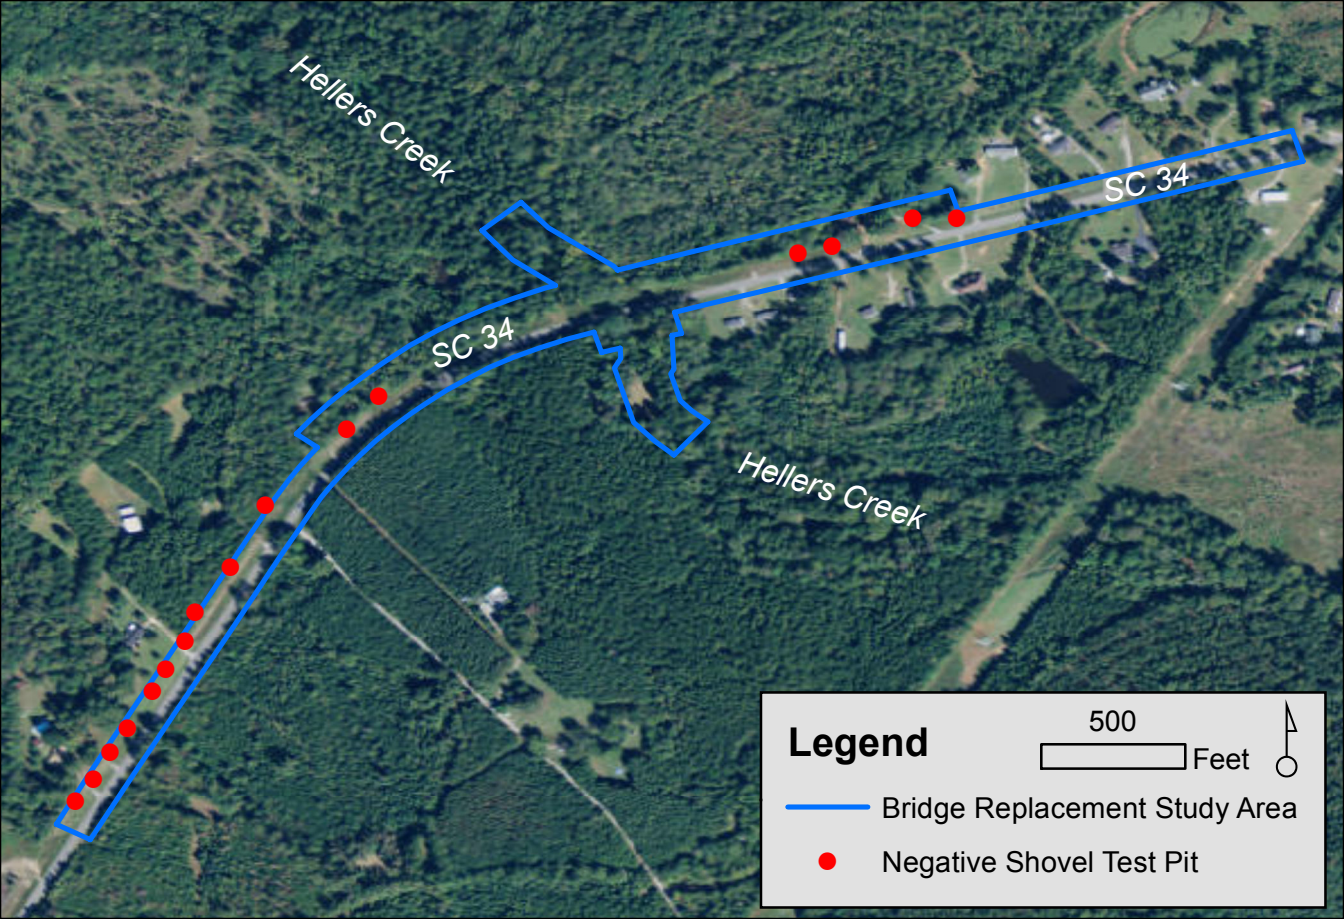 Hellers Creek
SC 34
SC 34
Hellers Creek
Legend
500
Feet
Bridge Replacement Study Area
Negative Shovel Test Pit